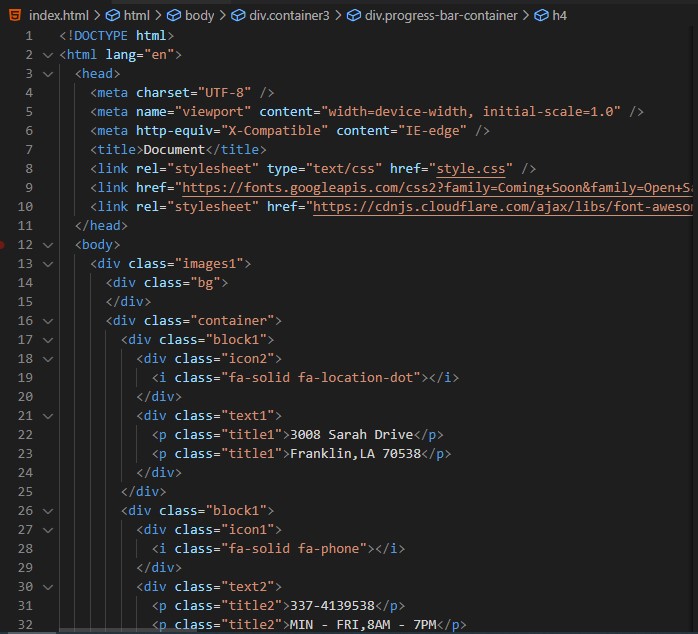 index.html > html > body > div.container3 > div.progress-bar-container > h4
1 <!DOCTYPE html>
2 <html lang="en">
3 <head>
4 <meta charset="UTF-8" />
5 <meta name="viewport" content="width=device-width, initial-scale=1.0" />
6 <meta http-equiv="X-Compatible" content="IE-edge" />
7 <title>Document</title>
8 <link rel="stylesheet" type="text/css" href="style.css" />
9 <link href="https://fonts.googleapis.com/css2?family=Coming+Soon&family=Open+Sa
10 <link rel="stylesheet" href="https://cdnjs.cloudflare.com/ajax/libs/font-aweso
11 </head>
12 <body>
13 <div class="images1">
14 <div class="bg">
15 </div>
16 <div class="container">
17 <div class="block1">
18 <div class="icon2">
19 <i class="fa-solid fa-location-dot"></i>
20 </div>
21 <div class="text1">
22 <p class="title1">3008 Sarah Drive</p>
23 <p class="title1">Franklin,LA 70538</p>
24 </div>
25 </div>
26 <div class="block1">
27 <div class="icon1">
28 <i class="fa-solid fa-phone"></i>
29 </div>
30 <div class="text2">
31 <p class="title2">337-4139538</p>
32 <p class="title2">MIN - FRI,8AM - 7PM</p>